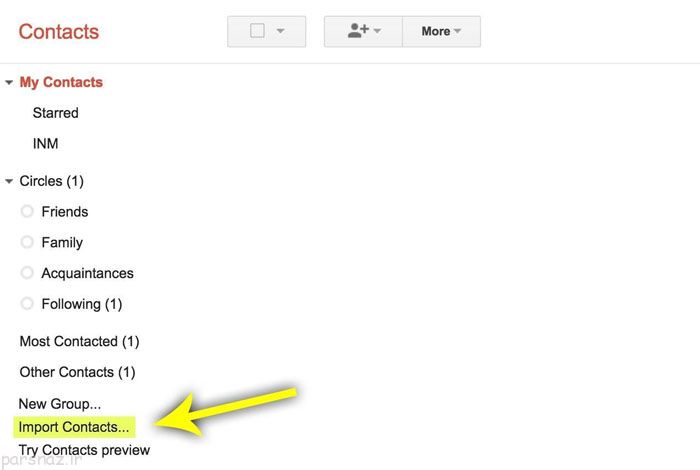 Contacts
More
My Contacts
Starred
INM
Circles (1)
Friends
Family
Acquaintances
Following (1)
Most Contacted (1)
Other Contacts (1)
New Group...
Import Contacts...
Try Contacts preview
parsnaz.ir